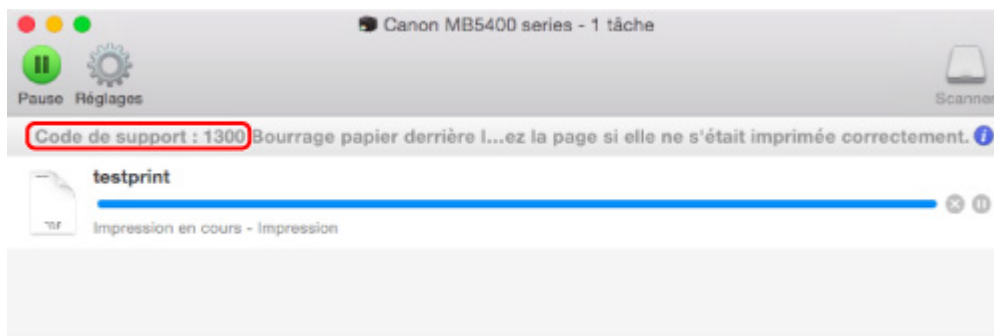 Canon MB5400 series - 1 tâche
Pause Réglages
Scanner
Code de support : 1300 Bourrage papier derrière l...ez la page si elle ne s'était imprimée correctement.
testprint
Impression en cours - Impression